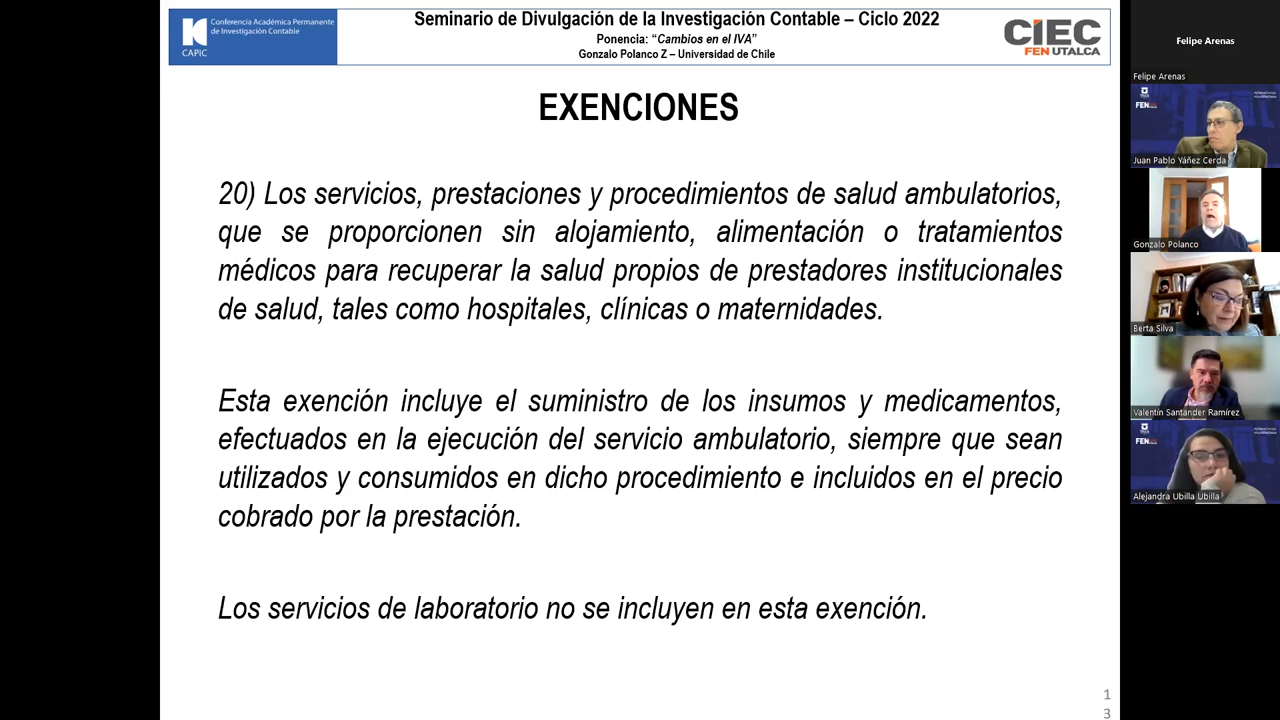 Conferencia Académica Permanente
de Investigación Contable
CAPIC
Seminario de Divulgación de la Investigación Contable – Ciclo 2022
Ponencia: “Cambios en el IVA”
Gonzalo Polanco Z – Universidad de Chile
CIEC
FEN UTALCA
EXENCIONES
20) Los servicios, prestaciones y procedimientos de salud ambulatorios,
que se proporcionen sin alojamiento, alimentación o tratamientos
médicos para recuperar la salud propios de prestadores institucionales
de salud, tales como hospitales, clínicas o maternidades.
Esta exención incluye el suministro de los insumos y medicamentos,
efectuados en la ejecución del servicio ambulatorio, siempre que sean
utilizados y consumidos en dicho procedimiento e incluidos en el precio
cobrado por la prestación.
Los servicios de laboratorio no se incluyen en esta exención.
1
3
Felipe Arenas
Felipe Arenas
FEN
Juan Pablo Yáñez Cerda
Gonzalo Polanco
Berta Silva
Valentín Santander Ramírez
FEN
Alejandra Ubilla Ubilla